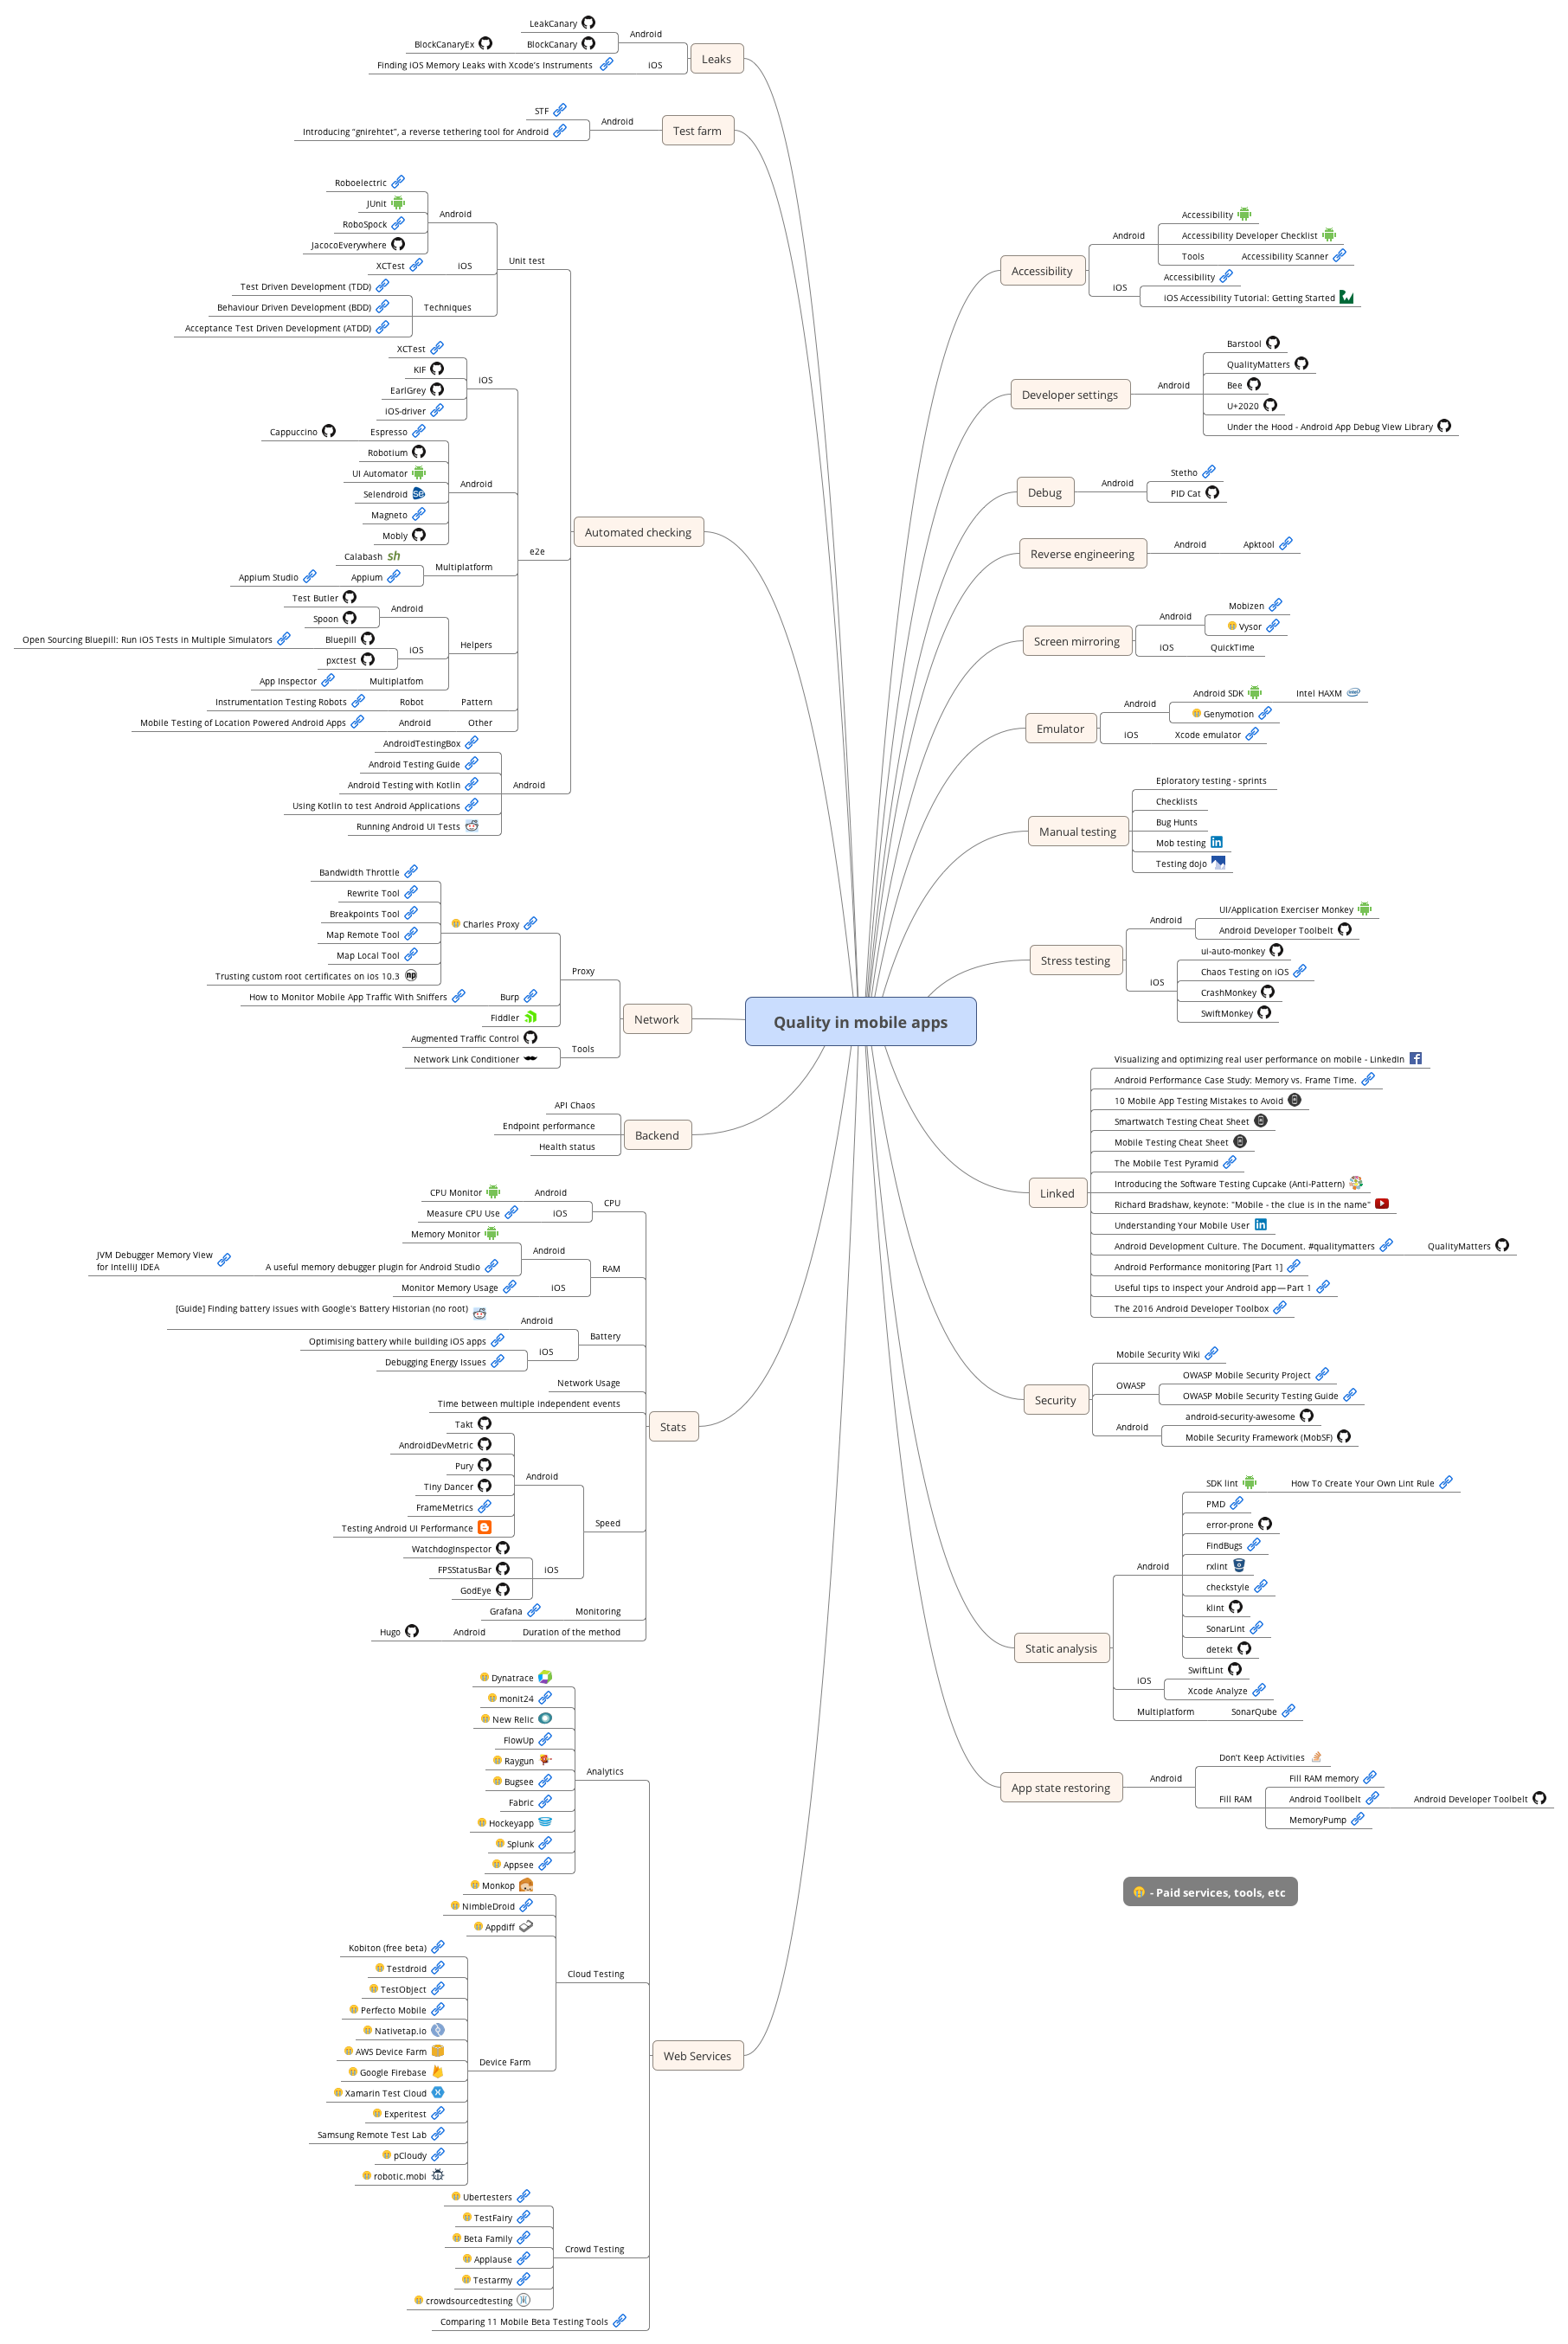 Quality in mobile apps
Leaks
Android
LeakCanary
BlockCanary
BlockCanaryEx
iOS
Finding iOS Memory Leaks with Xcode's Instruments
Test farm
Android
STF
Introducing "gnirehtet", a reverse tethering tool for Android
Automated checking
Unit test
Android
Roboelectric
JUnit
RoboSpock
JacocoEverywhere
iOS
XCTest
Techniques
Test Driven Development (TDD)
Behaviour Driven Development (BDD)
Acceptance Test Driven Development (ATDD)
e2e
iOS
XCTest
KIF
EarlGrey
iOS-driver
Android
Espresso
Cappuccino
Robotium
UI Automator
Selendroid
Magneto
Mobly
Multiplatform
Calabash
Appium
Appium Studio
Helpers
Android
Test Butler
Spoon
iOS
Bluepill
Open Sourcing Bluepill: Run iOS Tests in Multiple Simulators
pxctest
Multiplatfom
App Inspector
Pattern
Robot
Instrumentation Testing Robots
Other
Android
Mobile Testing of Location Powered Android Apps
Android
AndroidTestingBox
Android Testing Guide
Android Testing with Kotlin
Using Kotlin to test Android Applications
Running Android UI Tests
Network
Proxy
Charles Proxy
Bandwidth Throttle
Rewrite Tool
Breakpoints Tool
Map Remote Tool
Map Local Tool
Trusting custom root certificates on ios 10.3
Burp
How to Monitor Mobile App Traffic With Sniffers
Fiddler
Tools
Augmented Traffic Control
Network Link Conditioner
Backend
API Chaos
Endpoint performance
Health status
Stats
CPU
Android
CPU Monitor
iOS
Measure CPU Use
RAM
Android
Memory Monitor
A useful memory debugger plugin for Android Studio
JVM Debugger Memory View
for IntelliJ IDEA
iOS
Monitor Memory Usage
Battery
Android
[Guide] Finding battery issues with Google's Battery Historian (no root)
iOS
Optimising battery while building iOS apps
Debugging Energy Issues
Network Usage
Time between multiple independent events
Speed
Android
Takt
AndroidDevMetric
Pury
Tiny Dancer
FrameMetrics
Testing Android UI Performance
iOS
WatchdogInspector
FPSStatusBar
GodEye
Monitoring
Grafana
Duration of the method
Android
Hugo
Web Services
Analytics
Dynatrace
monit24
New Relic
FlowUp
Raygun
Bugsee
Fabric
Hockeyapp
Splunk
Appsee
Cloud Testing
Monkop
NimbleDroid
Appdiff
Device Farm
Kobiton (free beta)
Testdroid
TestObject
Perfecto Mobile
Nativetap.io
AWS Device Farm
Google Firebase
Xamarin Test Cloud
Experitest
Samsung Remote Test Lab
pCloudy
robotic.mobi
Crowd Testing
Ubertesters
TestFairy
Beta Family
Applause
Testarmy
crowdsourcedtesting
Comparing 11 Mobile Beta Testing Tools
Accessibility
Android
Accessibility
Accessibility Developer Checklist
Tools
Accessibility Scanner
iOS
Accessibility
iOS Accessibility Tutorial: Getting Started
Developer settings
Android
Barstool
QualityMatters
Bee
U+2020
Under the Hood - Android App Debug View Library
Debug
Android
Stetho
PID Cat
Reverse engineering
Android
Apktool
Screen mirroring
Android
Mobizen
Vysor
iOS
QuickTime
Emulator
Android
Android SDK
Intel HAXM
Genymotion
iOS
Xcode emulator
Manual testing
Eploratory testing - sprints
Checklists
Bug Hunts
Mob testing
Testing dojo
Stress testing
Android
UI/Application Exerciser Monkey
Android Developer Toolbelt
iOS
ui-auto-monkey
Chaos Testing on iOS
CrashMonkey
SwiftMonkey
Linked
Visualizing and optimizing real user performance on mobile - LinkedIn
Android Performance Case Study: Memory vs. Frame Time.
10 Mobile App Testing Mistakes to Avoid
Smartwatch Testing Cheat Sheet
Mobile Testing Cheat Sheet
The Mobile Test Pyramid
Introducing the Software Testing Cupcake (Anti-Pattern)
Richard Bradshaw, keynote: "Mobile - the clue is in the name"
Understanding Your Mobile User
Android Development Culture. The Document. #qualitymatters
QualityMatters
Android Performance monitoring [Part 1]
Useful tips to inspect your Android app — Part 1
The 2016 Android Developer Toolbox
Security
Mobile Security Wiki
OWASP
OWASP Mobile Security Project
OWASP Mobile Security Testing Guide
Android
android-security-awesome
Mobile Security Framework (MobSF)
Static analysis
Android
SDK lint
How To Create Your Own Lint Rule
PMD
error-prone
FindBugs
rxlint
checkstyle
klint
SonarLint
detekt
iOS
SwiftLint
Xcode Analyze
Multiplatform
SonarQube
App state restoring
Android
Don't Keep Activities
Fill RAM
Fill RAM memory
Android Toollbelt
Android Developer Toolbelt
MemoryPump
- Paid services, tools, etc